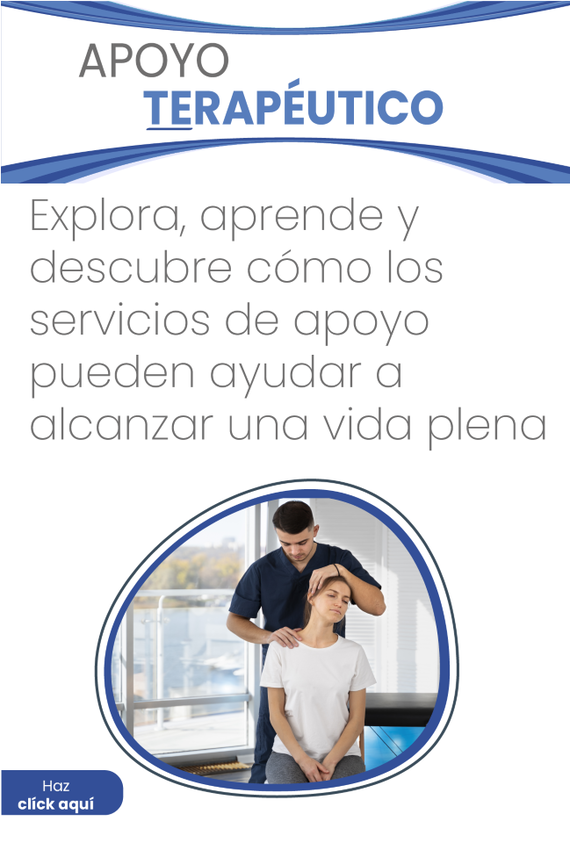 APOYO
TERAPÉUTICO
Explora, aprende y
descubre cómo los
servicios de apoyo
pueden ayudar a
alcanzar una vida plena
Haz
clíck aquí